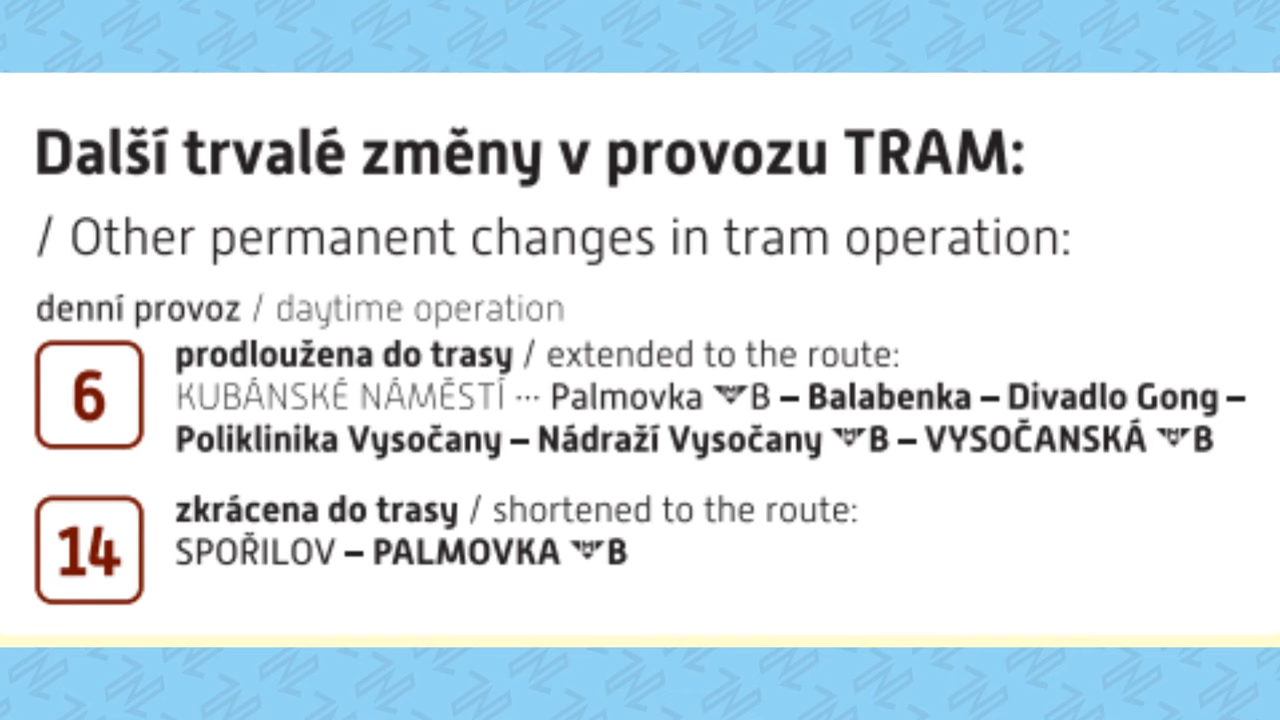 Další trvalé změny v provozu TRAM:
/ Other permanent changes in tram operation:
denní provoz / daytime operation
6 prodloužena do trasy / extended to the route:
KUBÁNSKÉ NÁMĚSTÍ ··· Palmovka B – Balabenka – Divadlo Gong –
Poliklinika Vysočany – Nádraží Vysočany B – VYSOČANSKÁ B
14 zkrácena do trasy / shortened to the route:
SPOŘILOV – PALMOVKA B